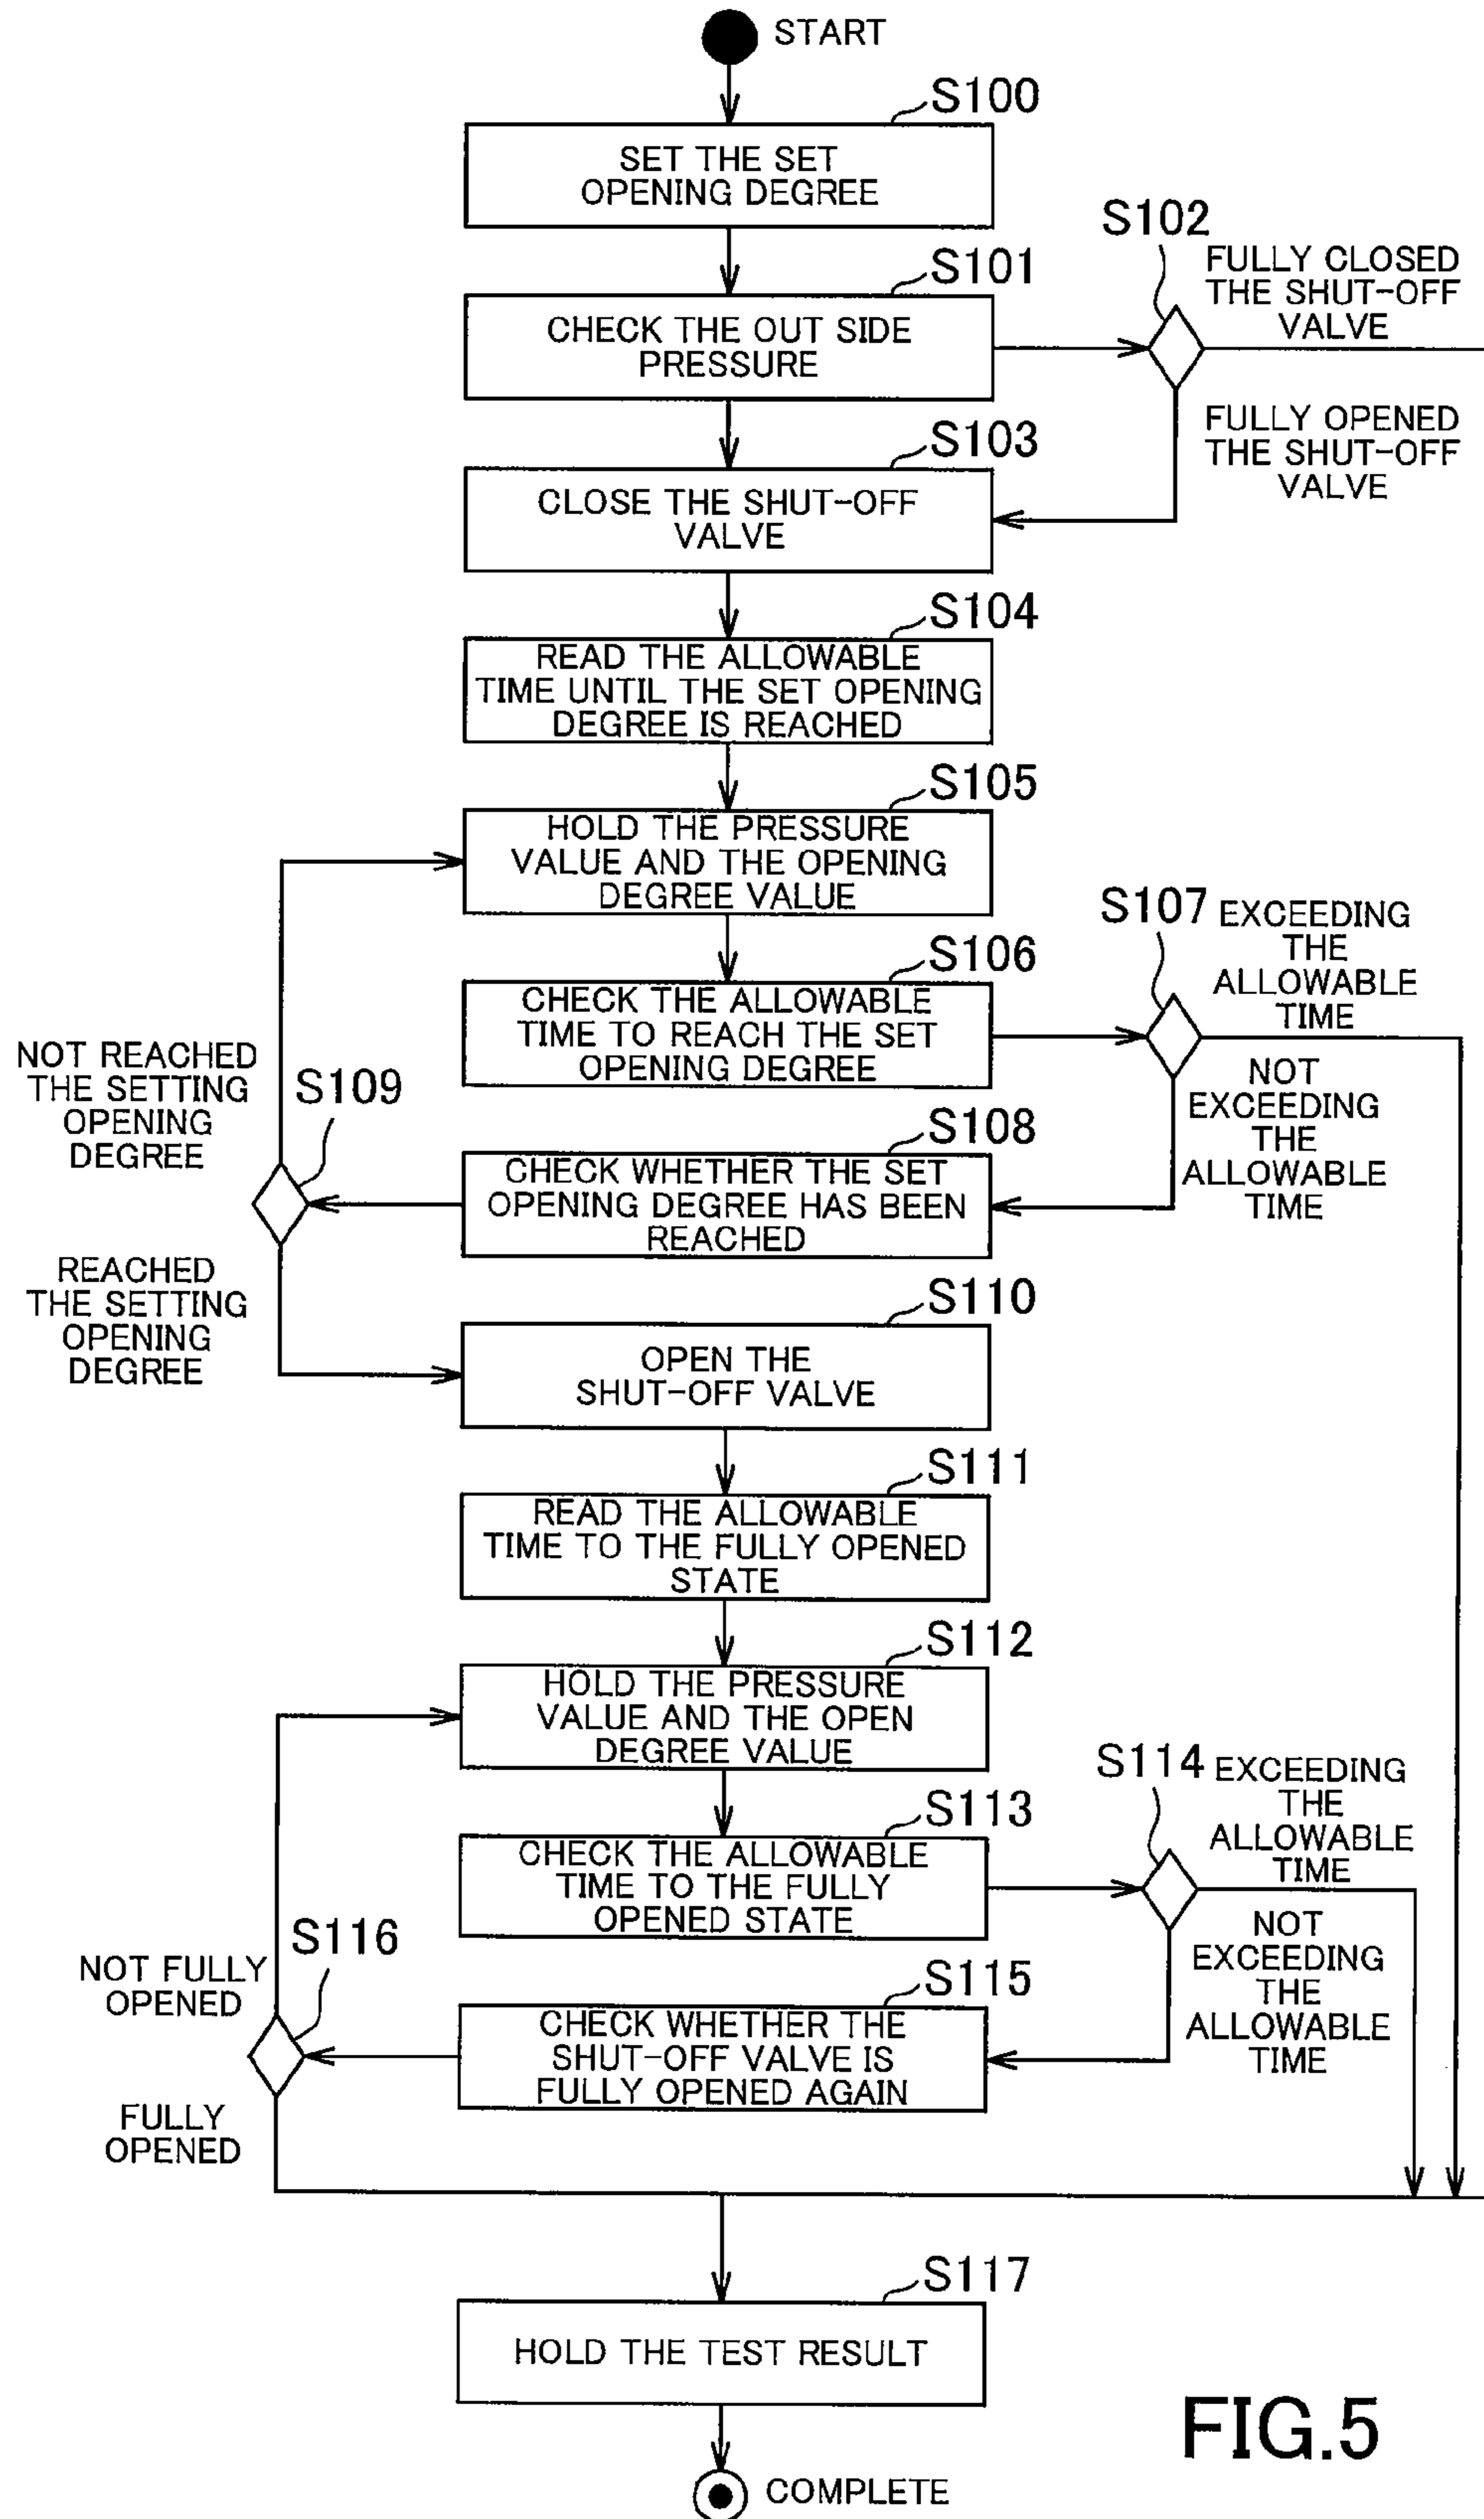 START
S100
SET THE SET
OPENING DEGREE
S101
CHECK THE OUT SIDE
PRESSURE
S102
FULLY CLOSED
THE SHUT-OFF
VALVE
FULLY OPENED
THE SHUT-OFF
VALVE
S103
CLOSE THE SHUT-OFF
VALVE
S104
READ THE ALLOWABLE
TIME UNTIL THE SET OPENING
DEGREE IS REACHED
S105
HOLD THE PRESSURE
VALUE AND THE OPENING
DEGREE VALUE
S106
CHECK THE ALLOWABLE
TIME TO REACH THE SET
OPENING DEGREE
S107
EXCEEDING
THE
ALLOWABLE
TIME
NOT
EXCEEDING
THE
ALLOWABLE
TIME
S108
CHECK WHETHER THE SET
OPENING DEGREE HAS BEEN
REACHED
S109
NOT REACHED
THE SETTING
OPENING
DEGREE
REACHED
THE SETTING
OPENING
DEGREE
S110
OPEN THE
SHUT-OFF VALVE
S111
READ THE ALLOWABLE
TIME TO THE FULLY OPENED
STATE
S112
HOLD THE PRESSURE
VALUE AND THE OPEN
DEGREE VALUE
S113
CHECK THE ALLOWABLE
TIME TO THE FULLY
OPENED STATE
S114
EXCEEDING
THE
ALLOWABLE
TIME
NOT
EXCEEDING
THE
ALLOWABLE
TIME
S115
CHECK WHETHER THE
SHUT-OFF VALVE IS
FULLY OPENED AGAIN
S116
NOT FULLY
OPENED
FULLY
OPENED
S117
HOLD THE TEST RESULT
COMPLETE
FIG.5